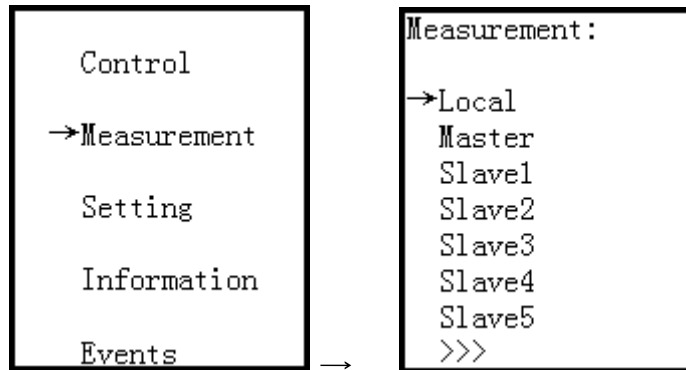 Control
→Measurement
Setting
Information
Events
→
Measurement:
→Local
Master
Slave1
Slave2
Slave3
Slave4
Slave5
>>>